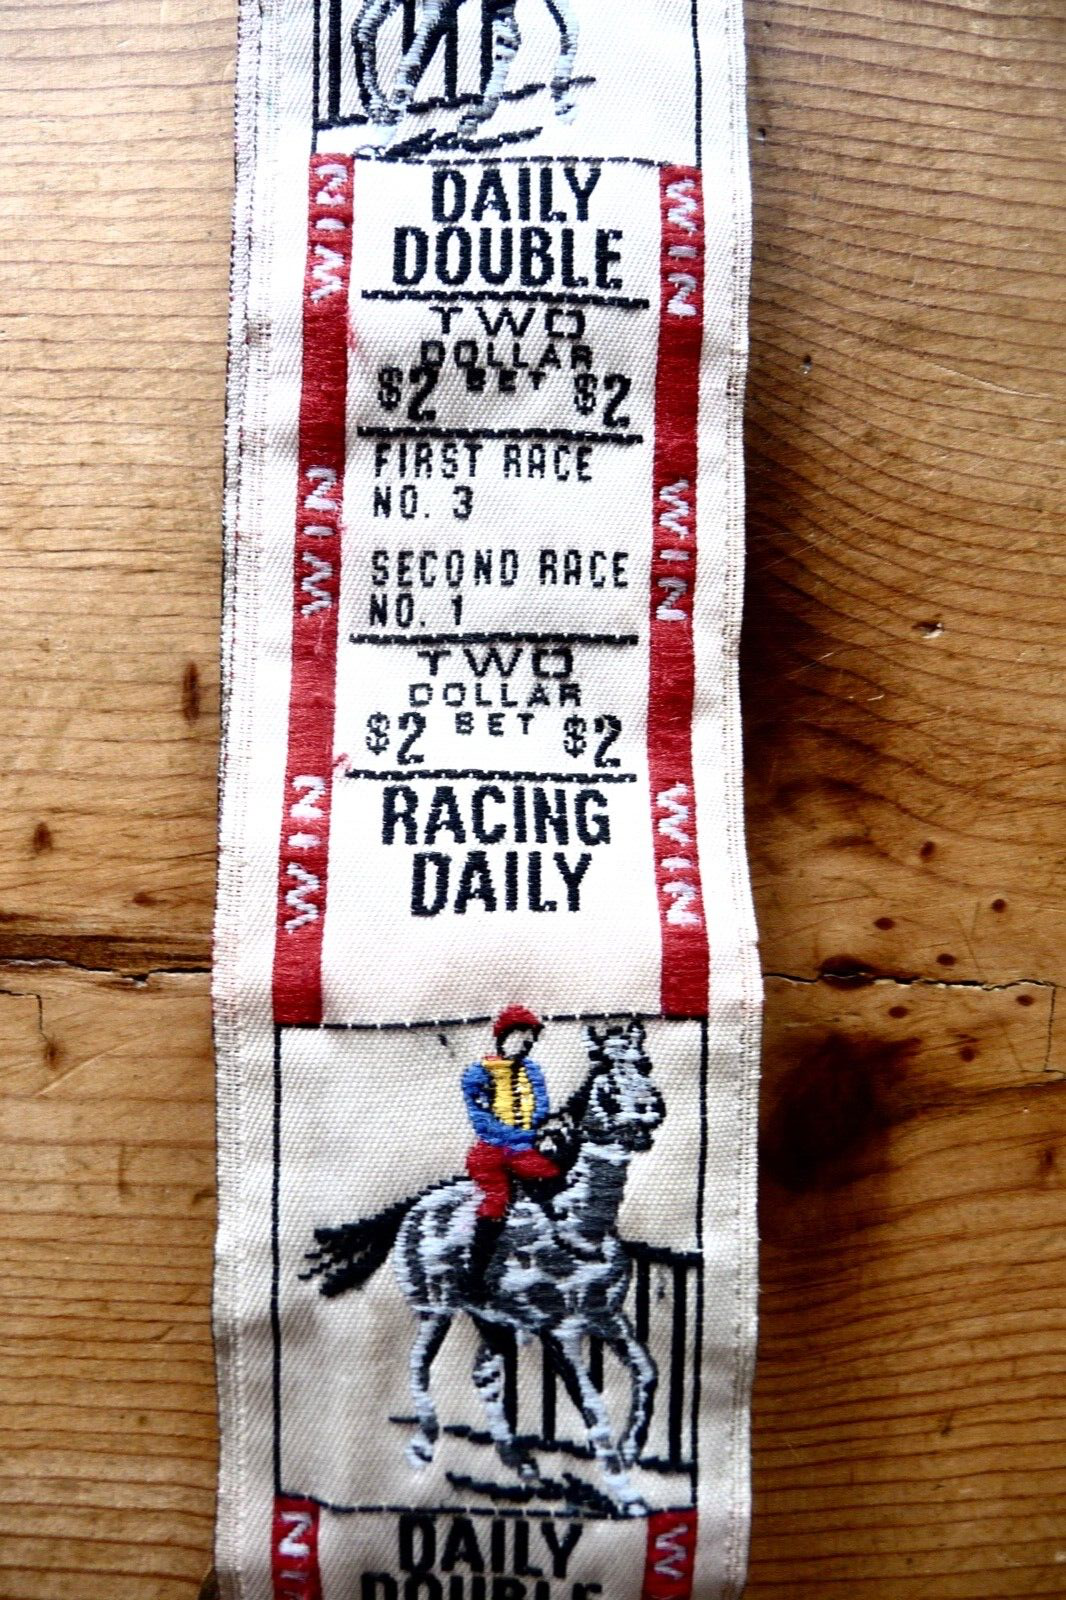 DAILY
DOUBLE
TWO
DOLLAR
$2 BET $2
FIRST RACE
NO. 3
SECOND RACE
NO. 1
TWO
DOLLAR
$2 BET $2
RACING
DAILY
WIN
WIN
WIN
WIN
WIN
WIN
DAILY
DOUBLE
WIN
W